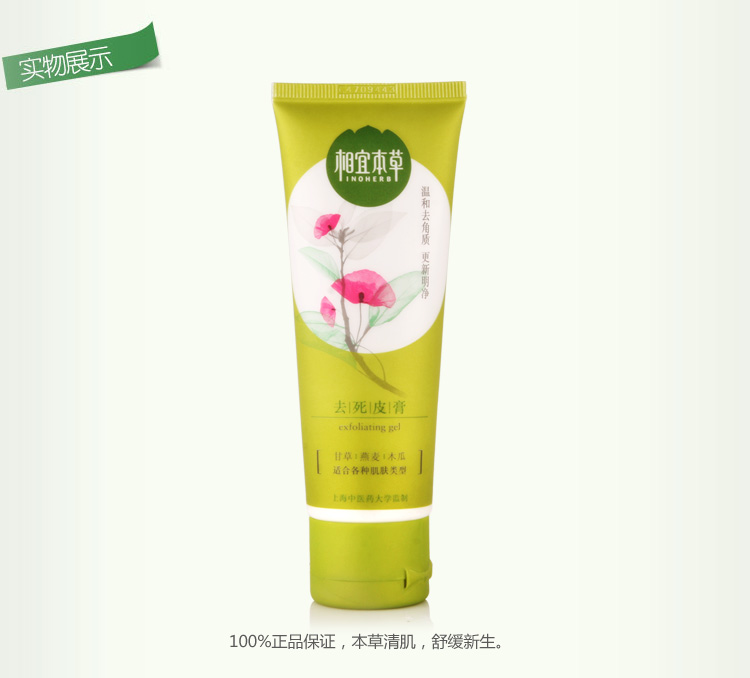 实物展示
相宜本草
INOHERB
温和去角质 更新明净
去|死|皮|膏
exfoliating gel
甘草+燕麦+木瓜
适合各种肌肤类型
上海中医药大学监制
100%正品保证，本草清肌，舒缓新生。